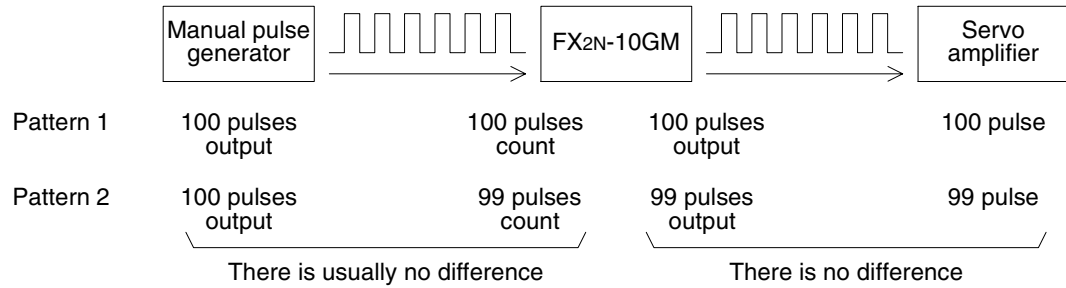 Manual pulse generator
FX2N-10GM
Servo amplifier
Pattern 1
100 pulses output
100 pulses count
100 pulses output
100 pulse
Pattern 2
100 pulses output
99 pulses count
99 pulses output
99 pulse
There is usually no difference
There is no difference